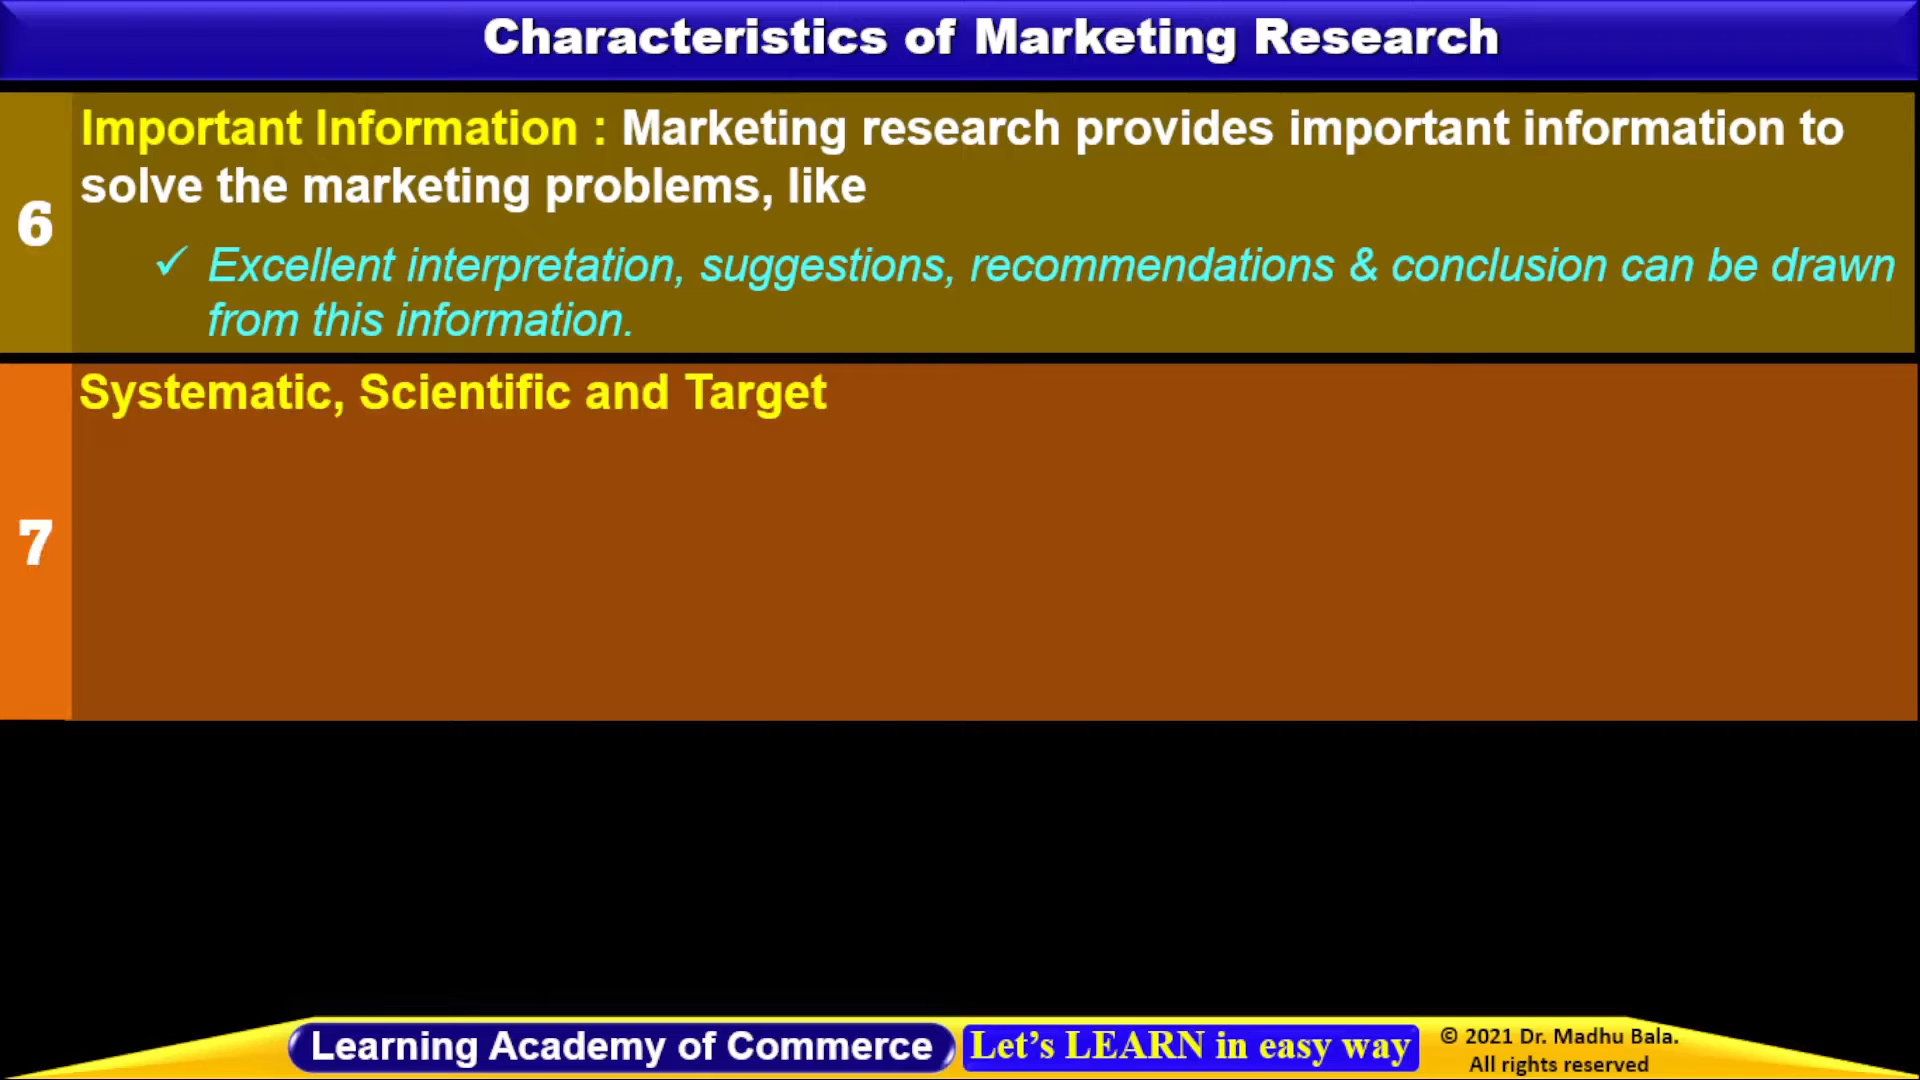 Characteristics of Marketing Research
6
Important Information : Marketing research provides important information to
solve the marketing problems, like
✓ Excellent interpretation, suggestions, recommendations & conclusion can be drawn
from this information.
7
Systematic, Scientific and Target
Learning Academy of Commerce
Let's LEARN in easy way
© 2021 Dr. Madhu Bala.
All rights reserved